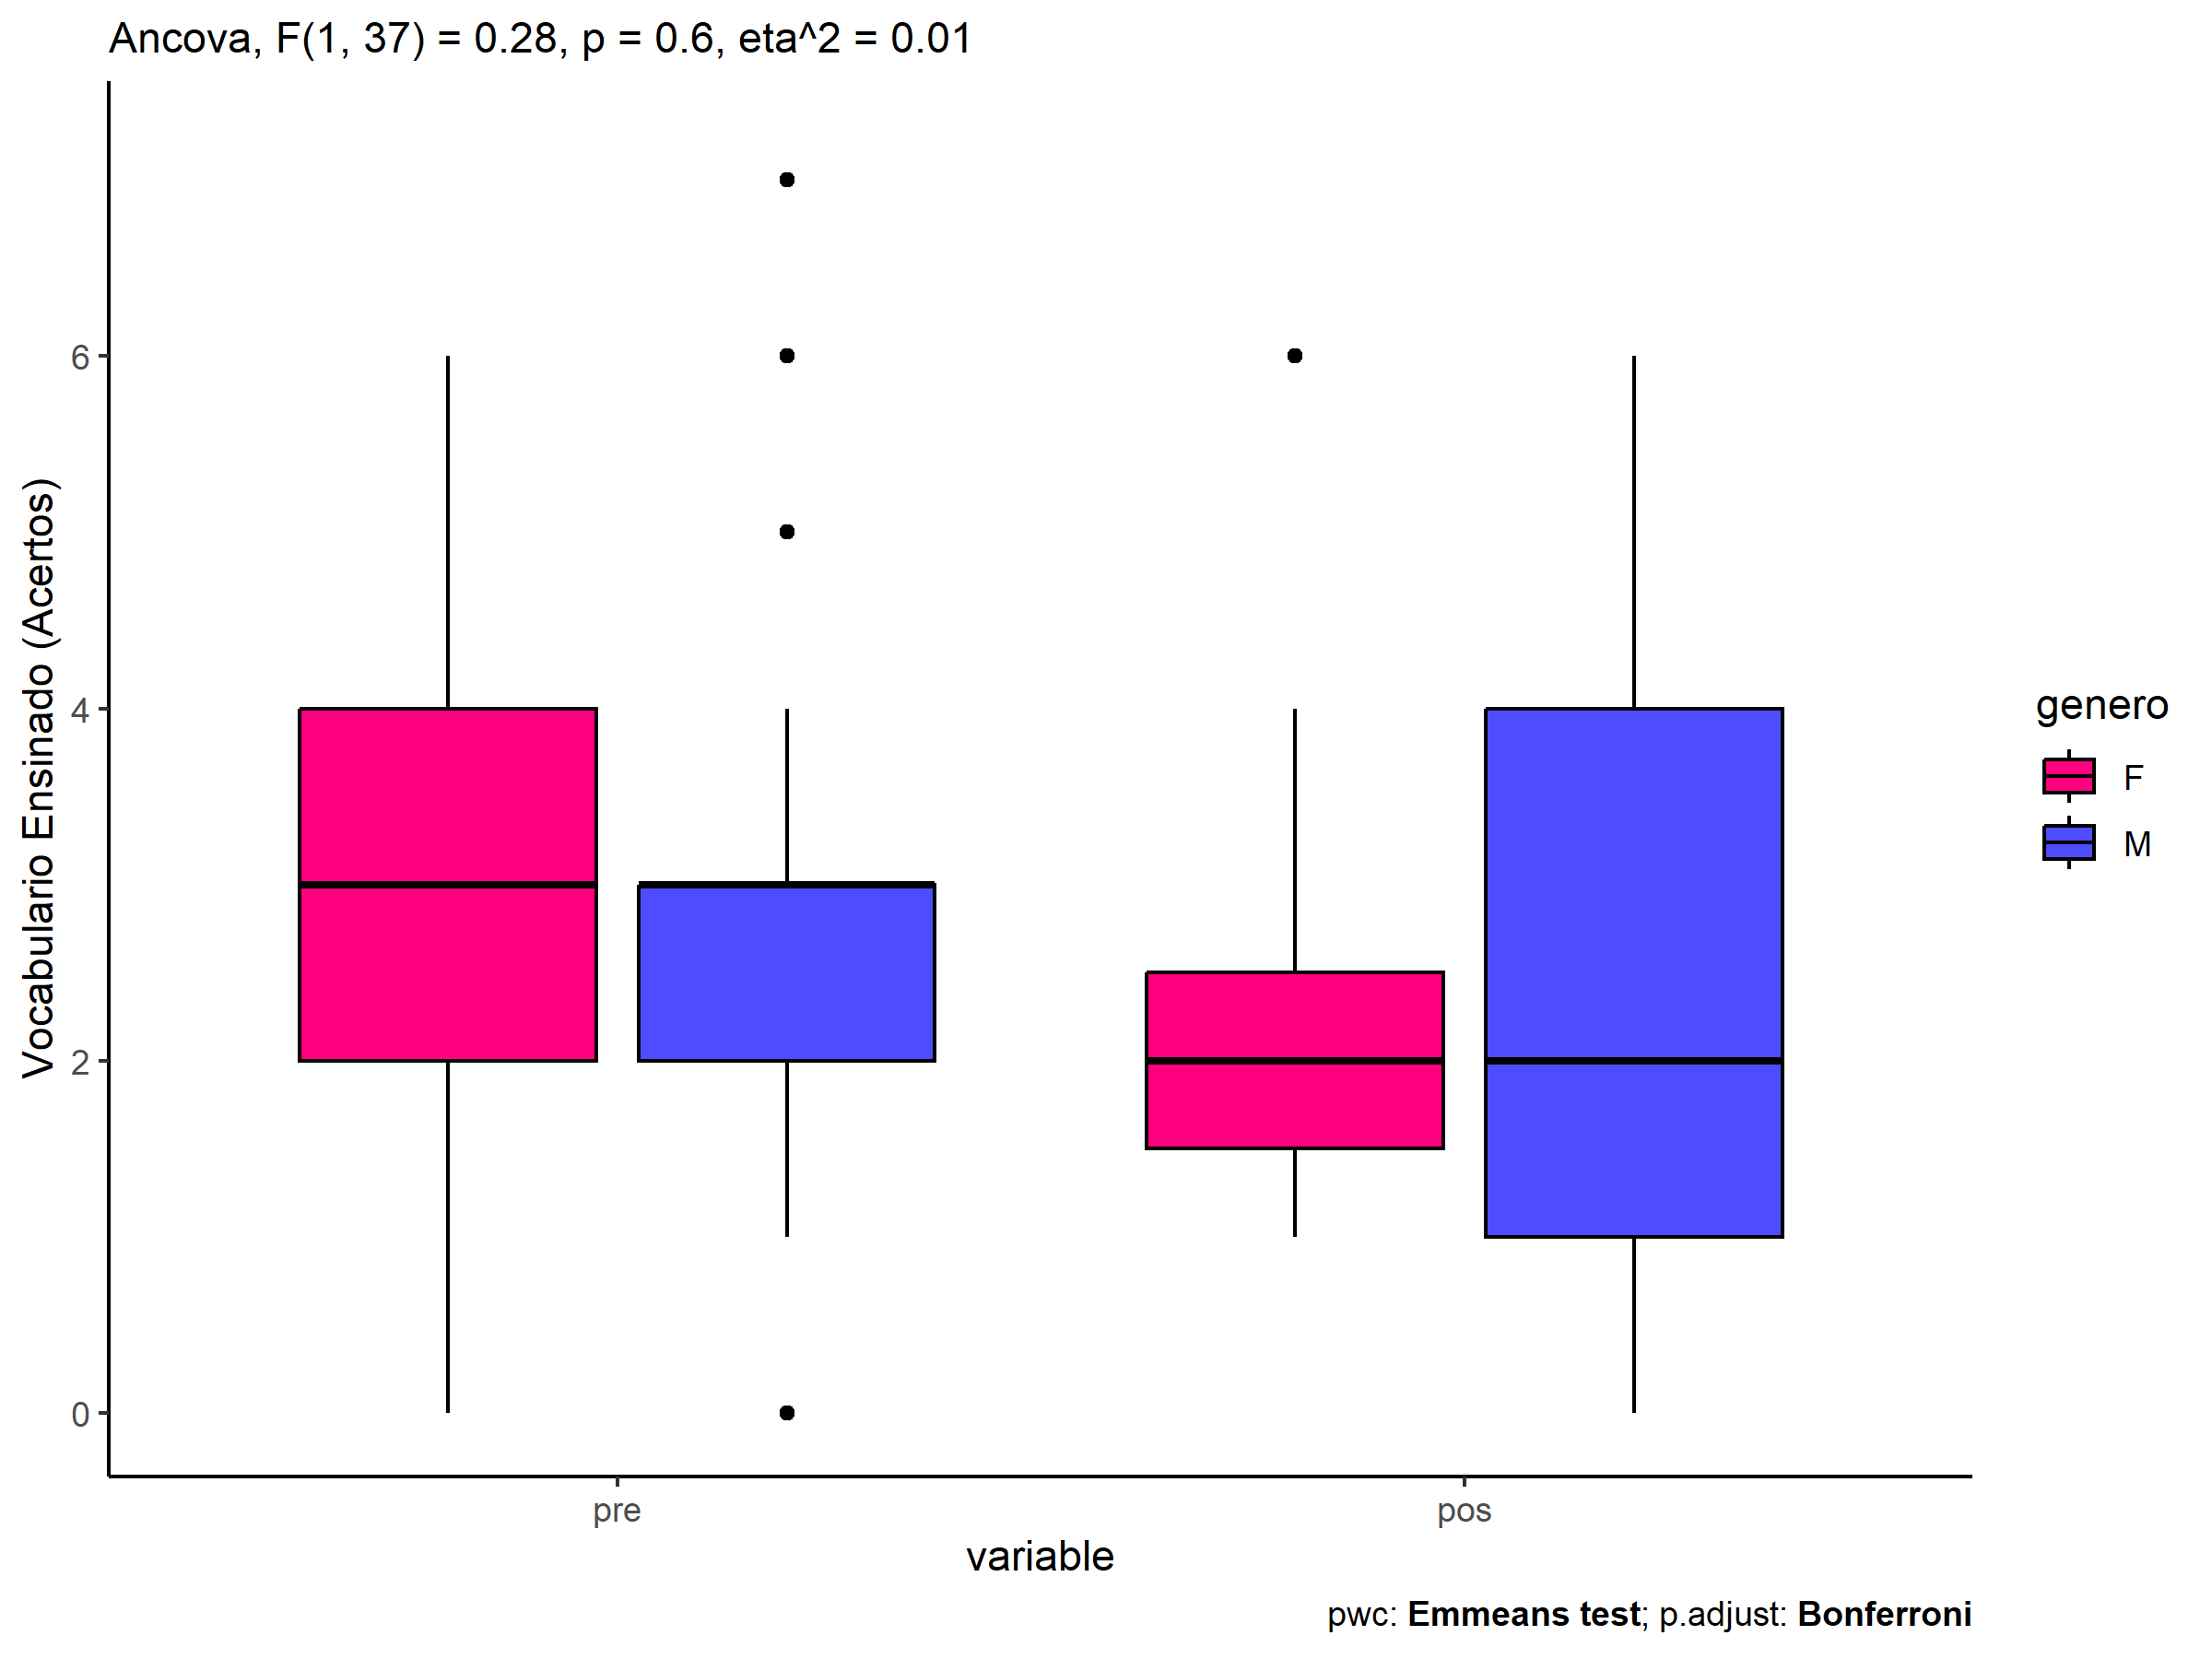 Ancova, F(1, 37) = 0.28, p = 0.6, eta^2 = 0.01
Vocabulario Ensinado (Acertos)
6
4
2
0
pre
pos
variable
genero
F
M
pwc: Emmeans test; p.adjust: Bonferroni